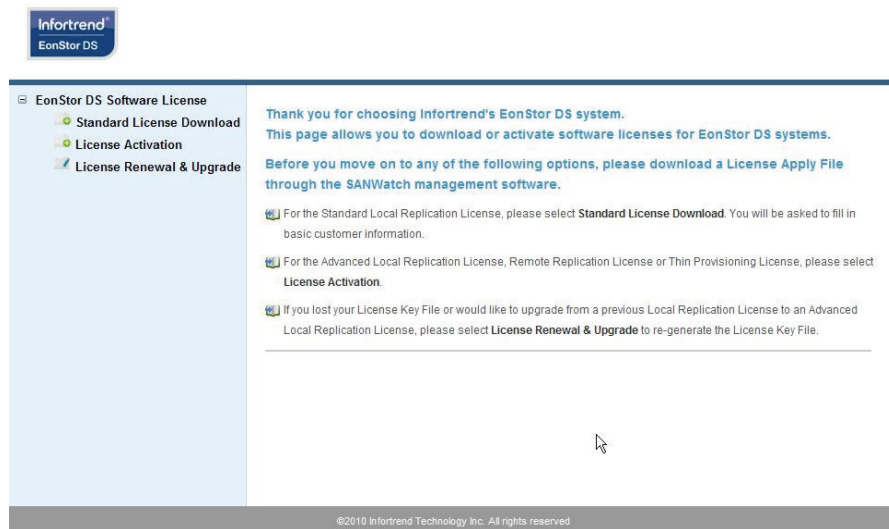 Infortrend®
EonStor DS
EonStor DS Software License
Standard License Download
License Activation
License Renewal & Upgrade
Thank you for choosing Infortrend's EonStor DS system.
This page allows you to download or activate software licenses for EonStor DS systems.
Before you move on to any of the following options, please download a License Apply File
through the SANWatch management software.
For the Standard Local Replication License, please select Standard License Download. You will be asked to fill in
basic customer information.
For the Advanced Local Replication License, Remote Replication License or Thin Provisioning License, please select
License Activation.
If you lost your License Key File or would like to upgrade from a previous Local Replication License to an Advanced
Local Replication License, please select License Renewal & Upgrade to re-generate the License Key File.
©2010 Infortrend Technology Inc. All rights reserved